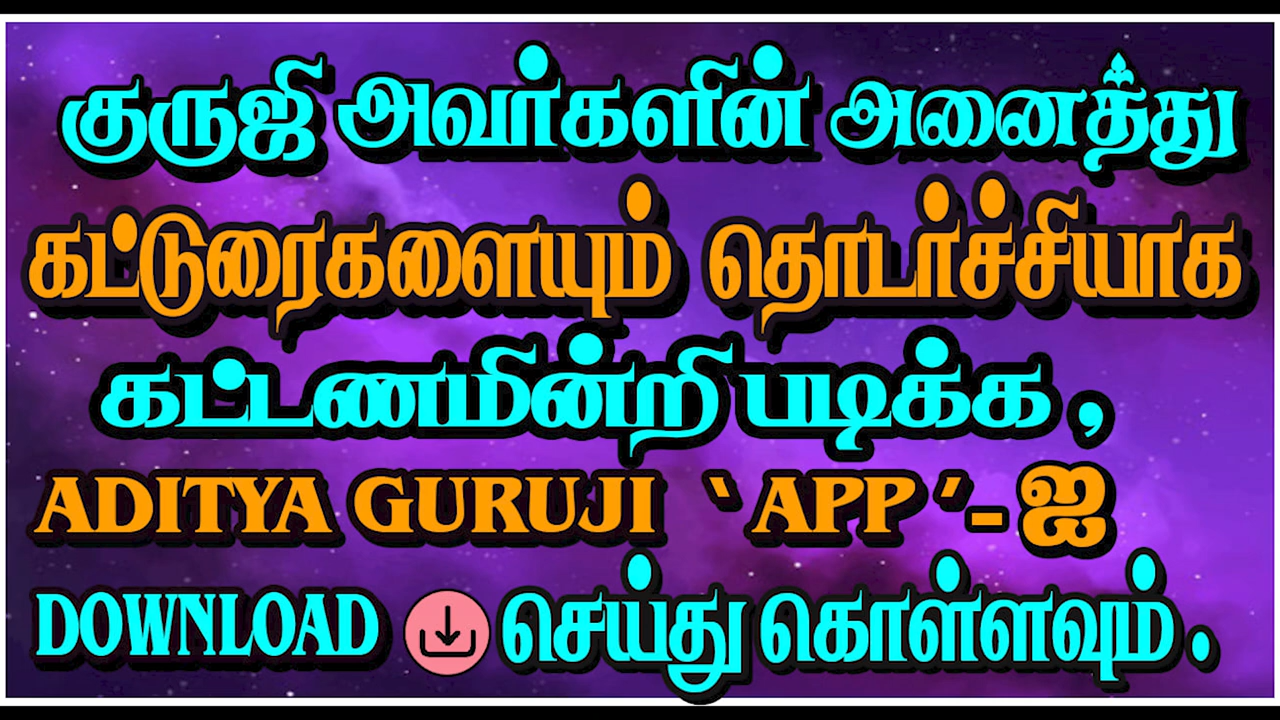 குருஜி அவர்களின் அனைத்து
கட்டுரைகளையும் தொடர்ச்சியாக
கட்டணமின்றி படிக்க ,
ADITYA GURUJI ‘ APP ’-ஐ
DOWNLOAD செய்து கொள்ளவும் .